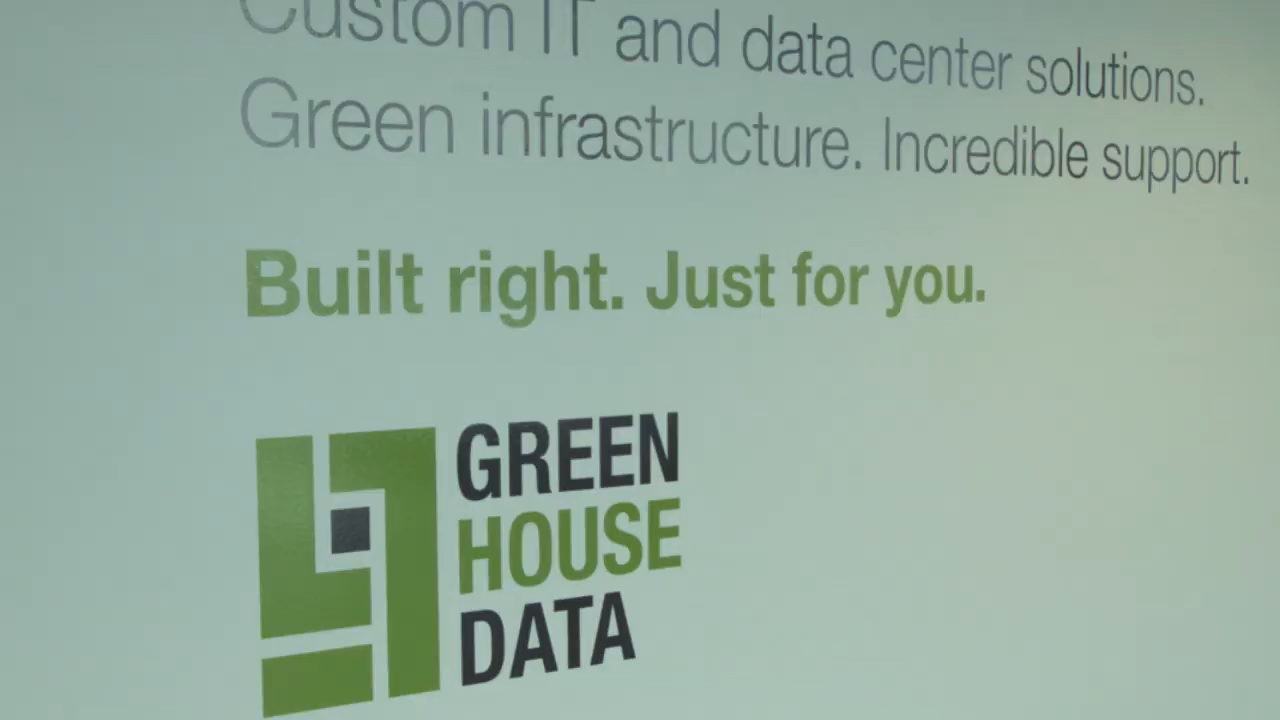 Custom IT and data center solutions.
Green infrastructure. Incredible support.
Built right. Just for you.
GREEN
HOUSE
DATA